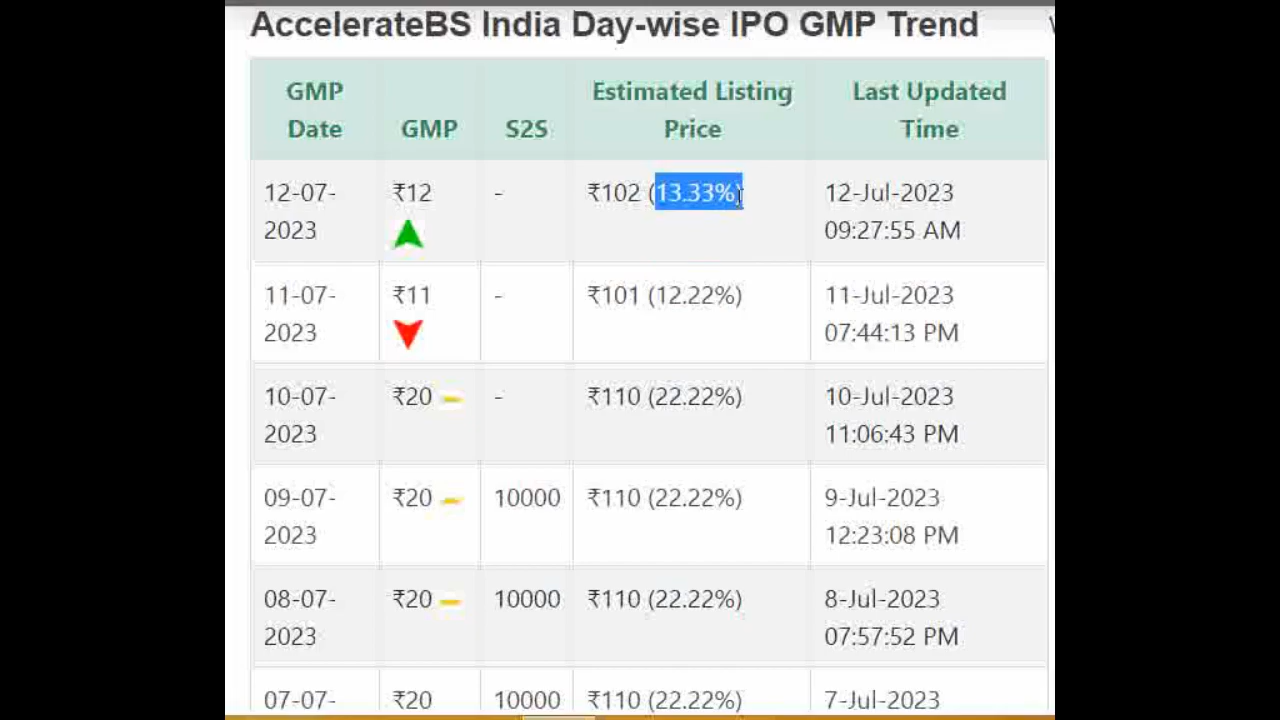 AccelerateBS India Day-wise IPO GMP Trend
GMP Date GMP S2S Estimated Listing Price Last Updated Time
12-07-2023 ₹12 - ₹102 (13.33%) 12-Jul-2023 09:27:55 AM
11-07-2023 ₹11 - ₹101 (12.22%) 11-Jul-2023 07:44:13 PM
10-07-2023 ₹20 - ₹110 (22.22%) 10-Jul-2023 11:06:43 PM
09-07-2023 ₹20 10000 ₹110 (22.22%) 9-Jul-2023 12:23:08 PM
08-07-2023 ₹20 10000 ₹110 (22.22%) 8-Jul-2023 07:57:52 PM
07-07- ₹20 10000 ₹110 (22.22%) 7-Jul-2023